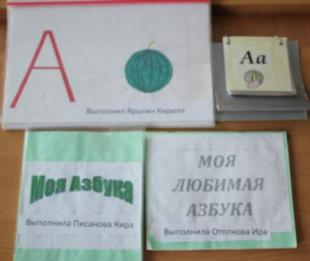 А
Выполнил Ярыгин Кирилл
Аа
Моя Азбука
Выполнила Писанова Кира
МОЯ
ЛЮБИМАЯ
АЗБУКА
Выполнила Отопкова Ира